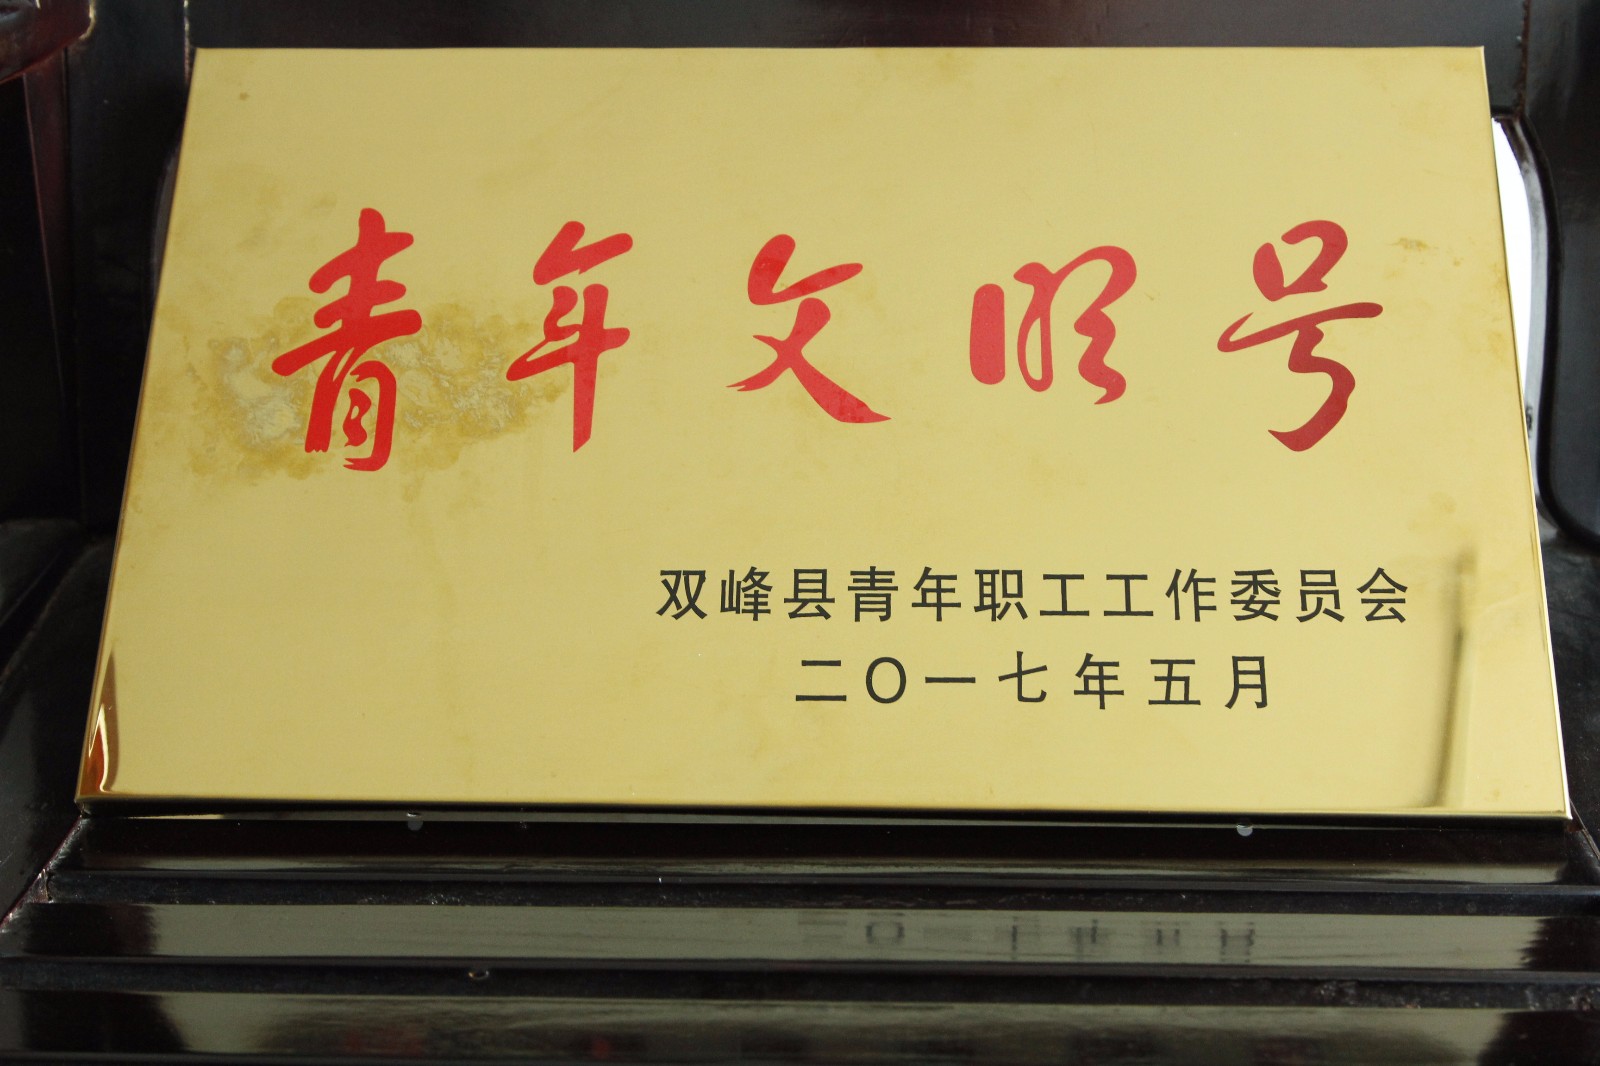 青年文明号
双峰县青年职工工作委员会
二〇一七年五月